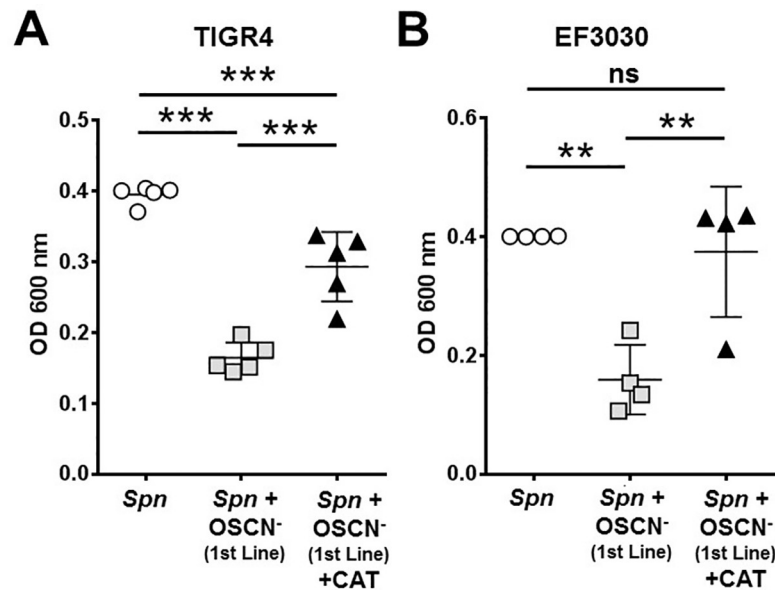 A
TIGR4
***
***
***
0.5
0.4
0.3
0.2
0.1
0.0
OD 600 nm
Spn
Spn +
OSCN-
(1st Line)
Spn +
OSCN-
(1st Line)
+CAT
B
EF3030
ns
**
**
0.6
0.4
0.2
0.0
OD 600 nm
Spn
Spn +
OSCN-
(1st Line)
Spn +
OSCN-
(1st Line)
+CAT